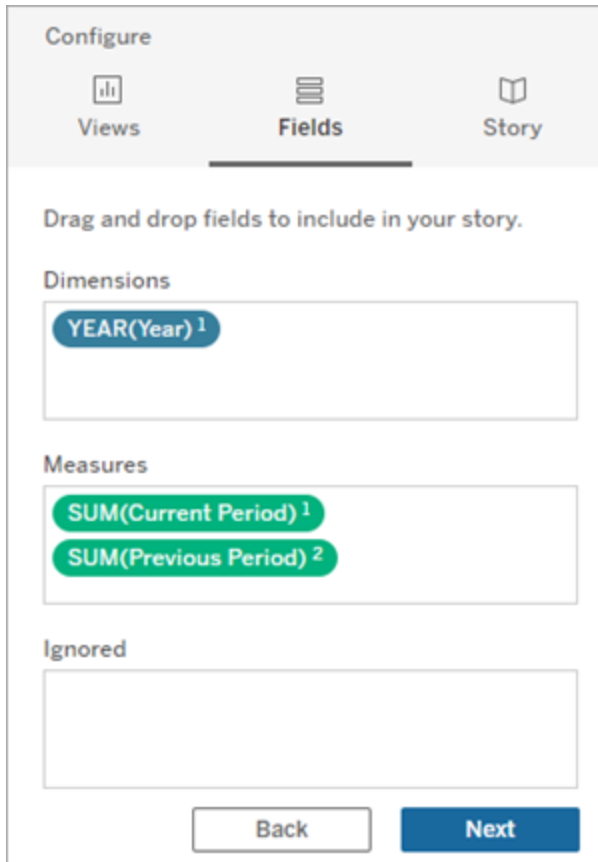 Configure
Views Fields Story
Drag and drop fields to include in your story.
Dimensions
YEAR(Year) 1
Measures
SUM(Current Period) 1
SUM(Previous Period) 2
Ignored
Back Next